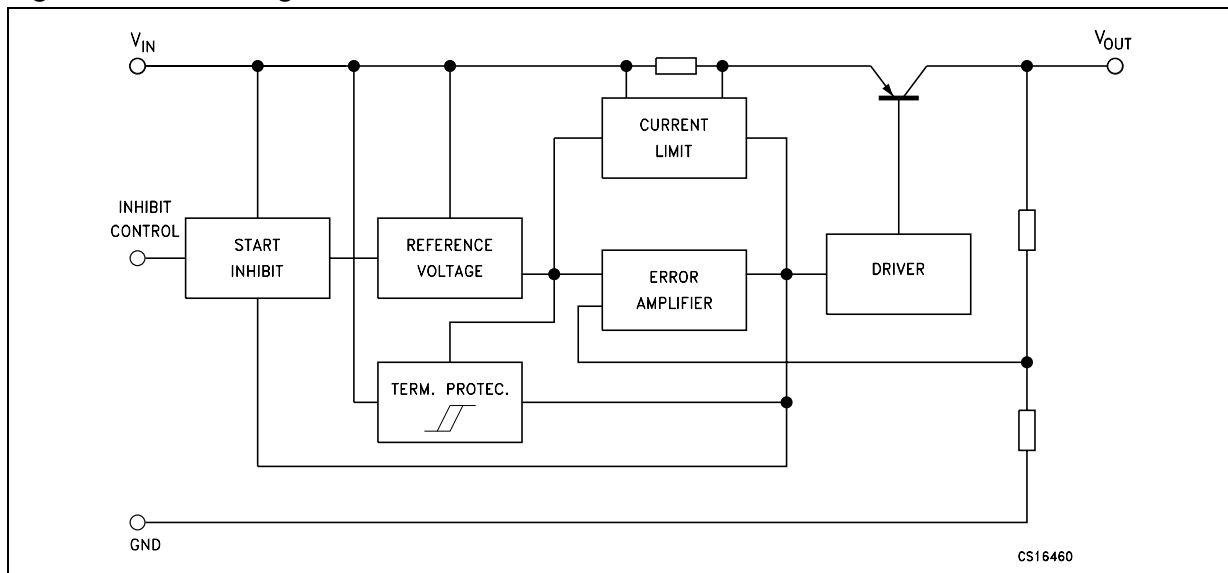 V_IN
V_OUT
CURRENT
LIMIT
INHIBIT
CONTROL
START
INHIBIT
REFERENCE
VOLTAGE
ERROR
AMPLIFIER
DRIVER
TERM. PROTEC.
GND
CS16460